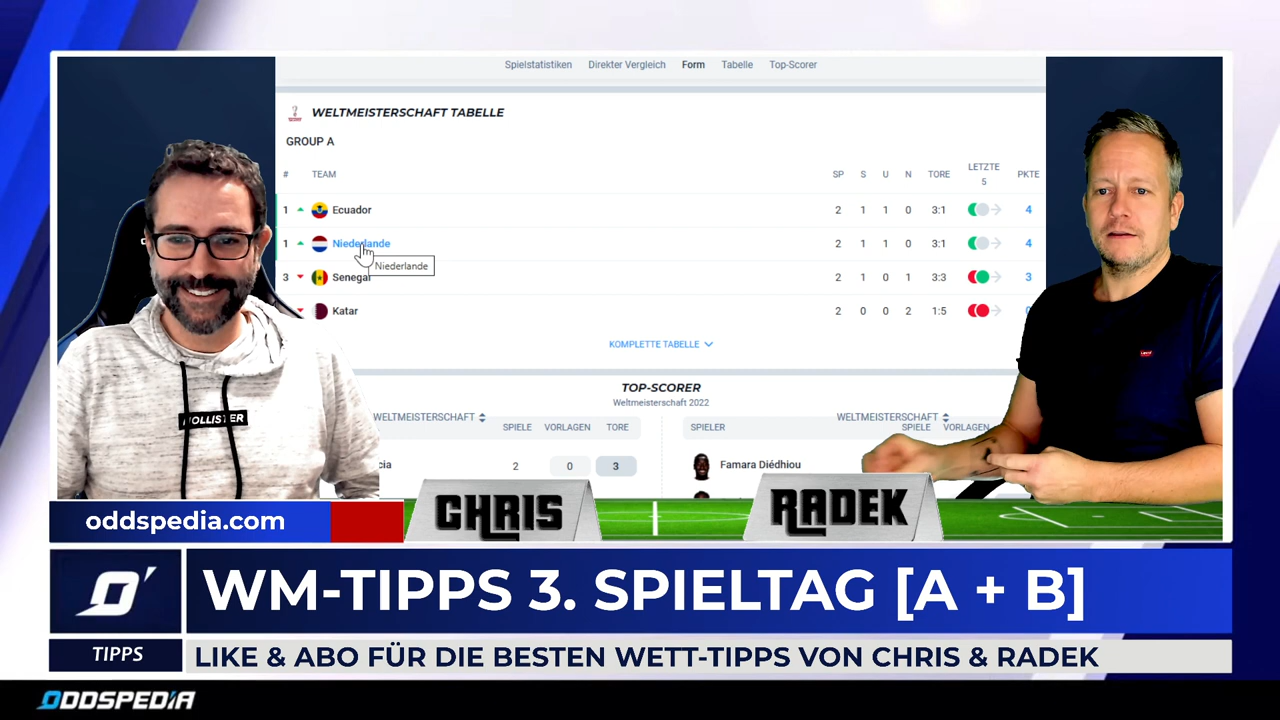 Spielstatistiken Direkter Vergleich Form Tabelle Top-Scorer
WELTMEISTERSCHAFT TABELLE
GROUP A
# TEAM SP S U N TORE LETZTE 5 PKTE
1 Ecuador 2 1 1 0 3:1 4
1 Niederlande 2 1 1 0 3:1 4
Niederlande
3 Senegal 2 1 0 1 3:3 3
Katar 2 0 0 2 1:5
KOMPLETTE TABELLE
TOP-SCORER
Weltmeisterschaft 2022
WELTMEISTERSCHAFT WELTMEISTERSCHAFT
SPIELE VORLAGEN TORE SPIELER SPIELE VORLAGEN
cia 2 0 3 Famara Diédhiou
HOLLISTER
CHRIS
RADEK
oddspedia.com
WM-TIPPS 3. SPIELTAG [A + B]
TIPPS
LIKE & ABO FÜR DIE BESTEN WETT-TIPPS VON CHRIS & RADEK
ODDSPEDIA